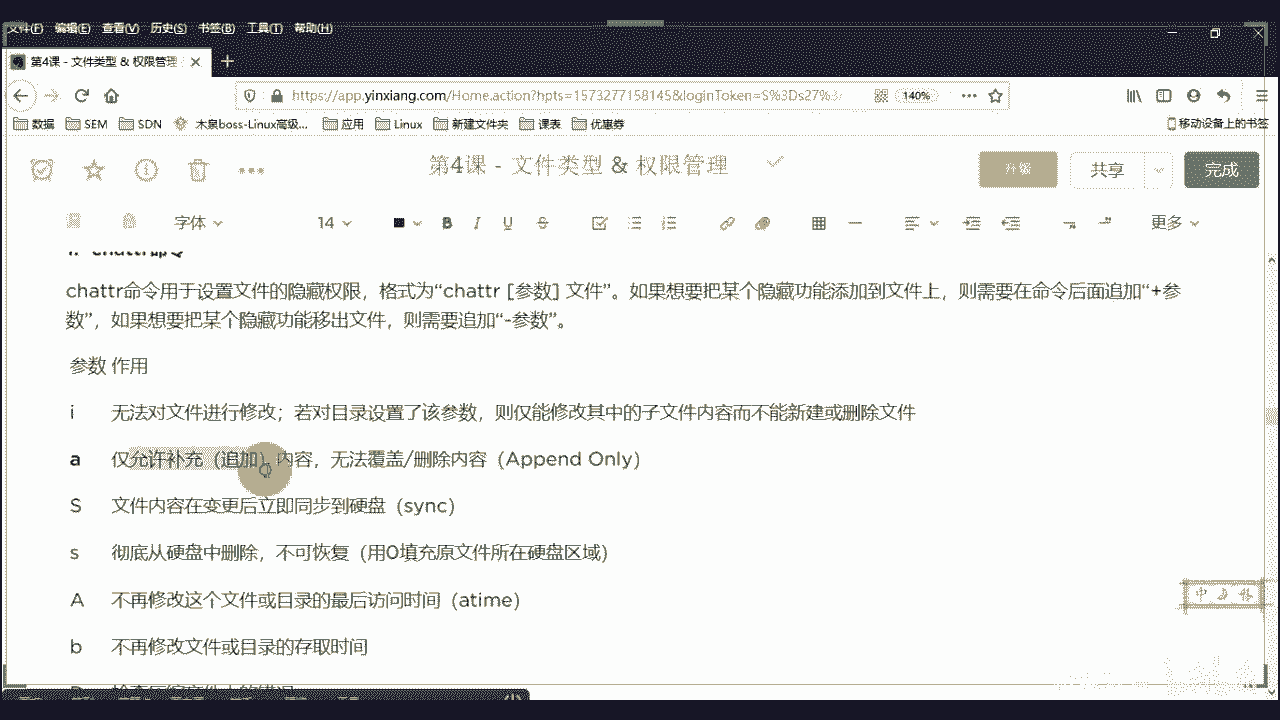 文件(F) 编辑(E) 查看(V) 历史(S) 书签(B) 工具(T) 帮助(H)
第4课 - 文件类型 & 权限管理
https://app.yinxiang.com/Home.action?hpts=1573277158145&loginToken=S%3Ds27%3 140%
数据 SEM SDN 木泉boss-Linux高级... 应用 Linux 新建文件夹 课表 优惠券 移动设备上的书签
第4课 - 文件类型 & 权限管理 升级 共享 完成
字体 14 B I U S 更多
chattr命令用于设置文件的隐藏权限，格式为“chattr [参数] 文件”。如果想要把某个隐藏功能添加到文件上，则需要在命令后面追加“+参
数”，如果想要把某个隐藏功能移出文件，则需要追加“-参数”。
参数 作用
i 无法对文件进行修改；若对目录设置了该参数，则仅能修改其中的子文件内容而不能新建或删除文件
a 仅允许补充（追加）内容，无法覆盖/删除内容（Append Only）
S 文件内容在变更后立即同步到硬盘（sync）
s 彻底从硬盘中删除，不可恢复（用0填充原文件所在硬盘区域）
A 不再修改这个文件或目录的最后访问时间（atime）
b 不再修改文件或目录的存取时间